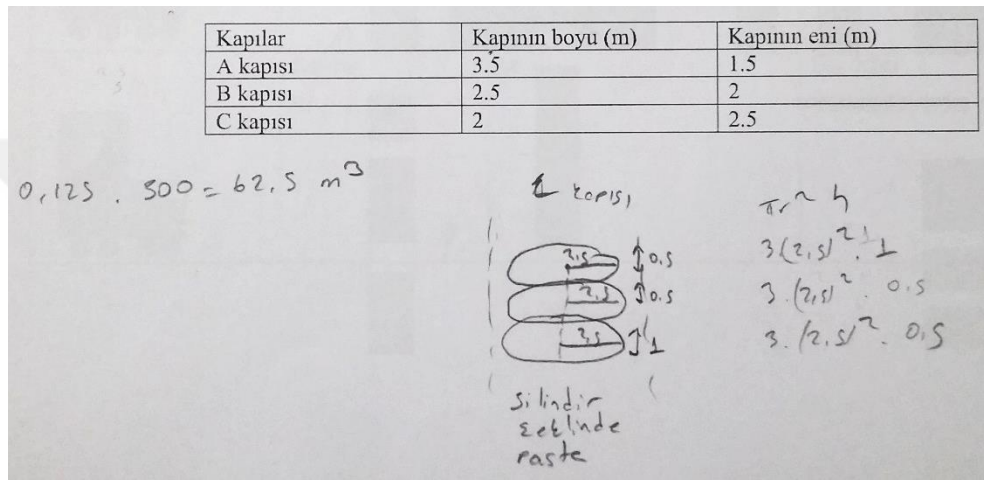 Kapılar Kapının boyu (m) Kapının eni (m)
A kapısı 3.5 1.5
B kapısı 2.5 2
C kapısı 2 2.5
0,125 . 500 = 62,5 m³
kapısı
πr² h
2,5 0.5
3(2,5)² . 1
2,5 0.5
3.(2,5)² . 0.5
2,5 1
3.(2,5)² . 0,5
silindir
şeklinde
pasta